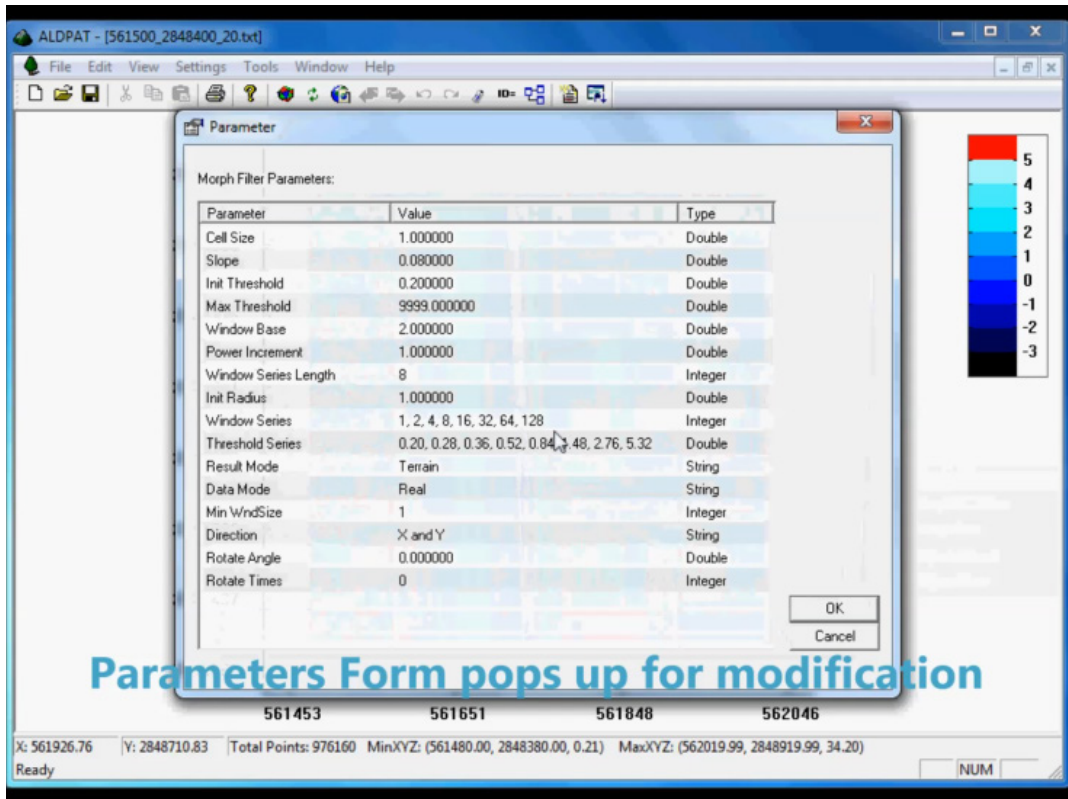 ALDPAT - [561500_2848400_20.txt]
File Edit View Settings Tools Window Help
ID=
Parameter
Morph Filter Parameters:
Parameter Value Type
Cell Size 1.000000 Double
Slope 0.080000 Double
Init Threshold 0.200000 Double
Max Threshold 9999.000000 Double
Window Base 2.000000 Double
Power Increment 1.000000 Double
Window Series Length 8 Integer
Init Radius 1.000000 Double
Window Series 1, 2, 4, 8, 16, 32, 64, 128 Integer
Threshold Series 0.20, 0.28, 0.36, 0.52, 0.84, 1.48, 2.76, 5.32 Double
Result Mode Terrain String
Data Mode Real String
Min WndSize 1 Integer
Direction X and Y String
Rotate Angle 0.000000 Double
Rotate Times 0 Integer
OK
Cancel
5
4
3
2
1
0
-1
-2
-3
Parameters Form pops up for modification
561453 561651 561848 562046
X: 561926.76 Y: 2848710.83 Total Points: 976160 MinXYZ: (561480.00, 2848380.00, 0.21) MaxXYZ: (562019.99, 2848919.99, 34.20)
Ready NUM